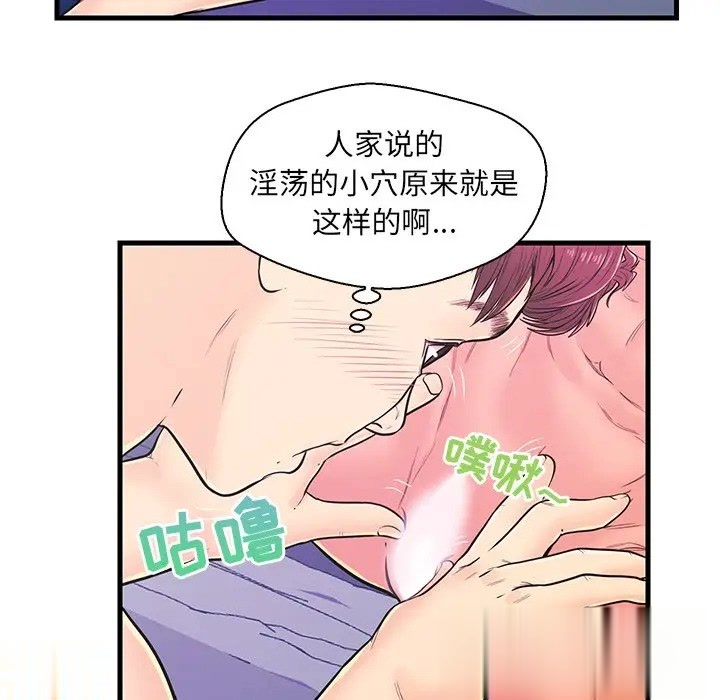 人家说的
淫荡的小穴原来就是
这样的啊...
噗啾~
咕噜